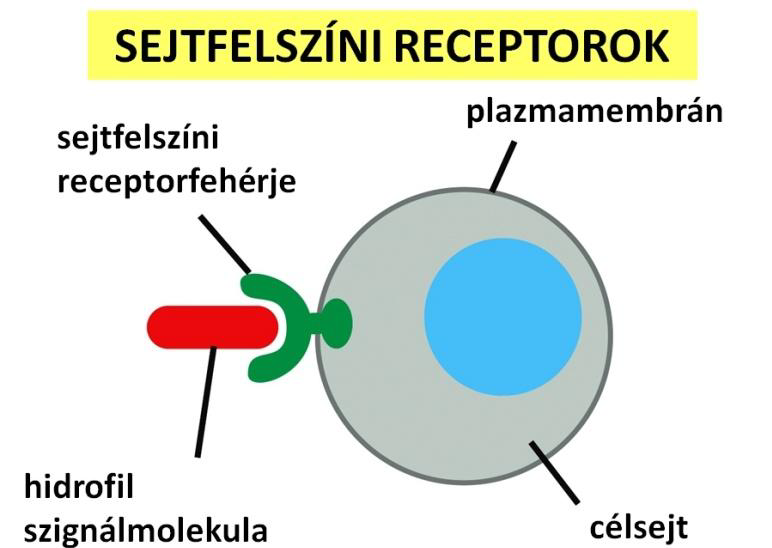 SEJTFELSZÍNI RECEPTOROK
plazmamembrán
sejtfelszíni
receptorfehérje
hidrofil
szignálmolekula
célsejt